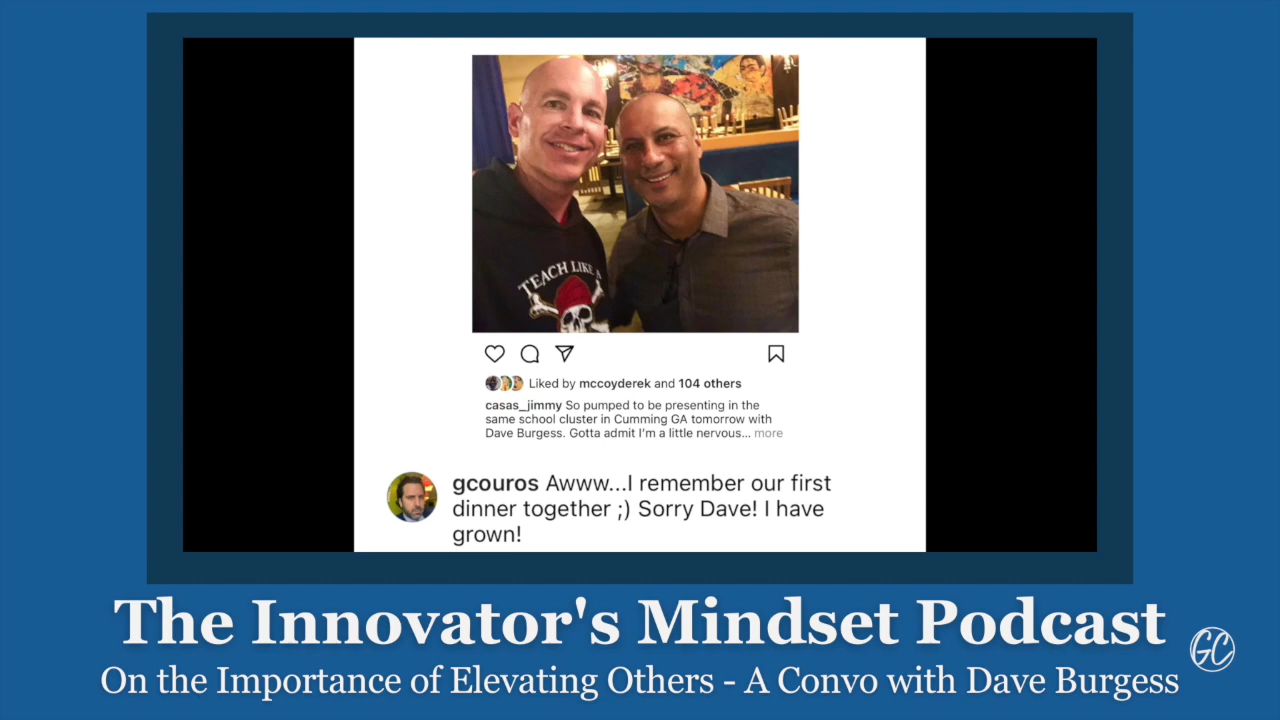 TEACH LIKE A
Liked by mccoyderek and 104 others
casas_jimmy So pumped to be presenting in the
same school cluster in Cumming GA tomorrow with
Dave Burgess. Gotta admit I'm a little nervous... more
gcouros Awww...I remember our first
dinner together ;) Sorry Dave! I have
grown!
The Innovator's Mindset Podcast
GC
On the Importance of Elevating Others - A Convo with Dave Burgess